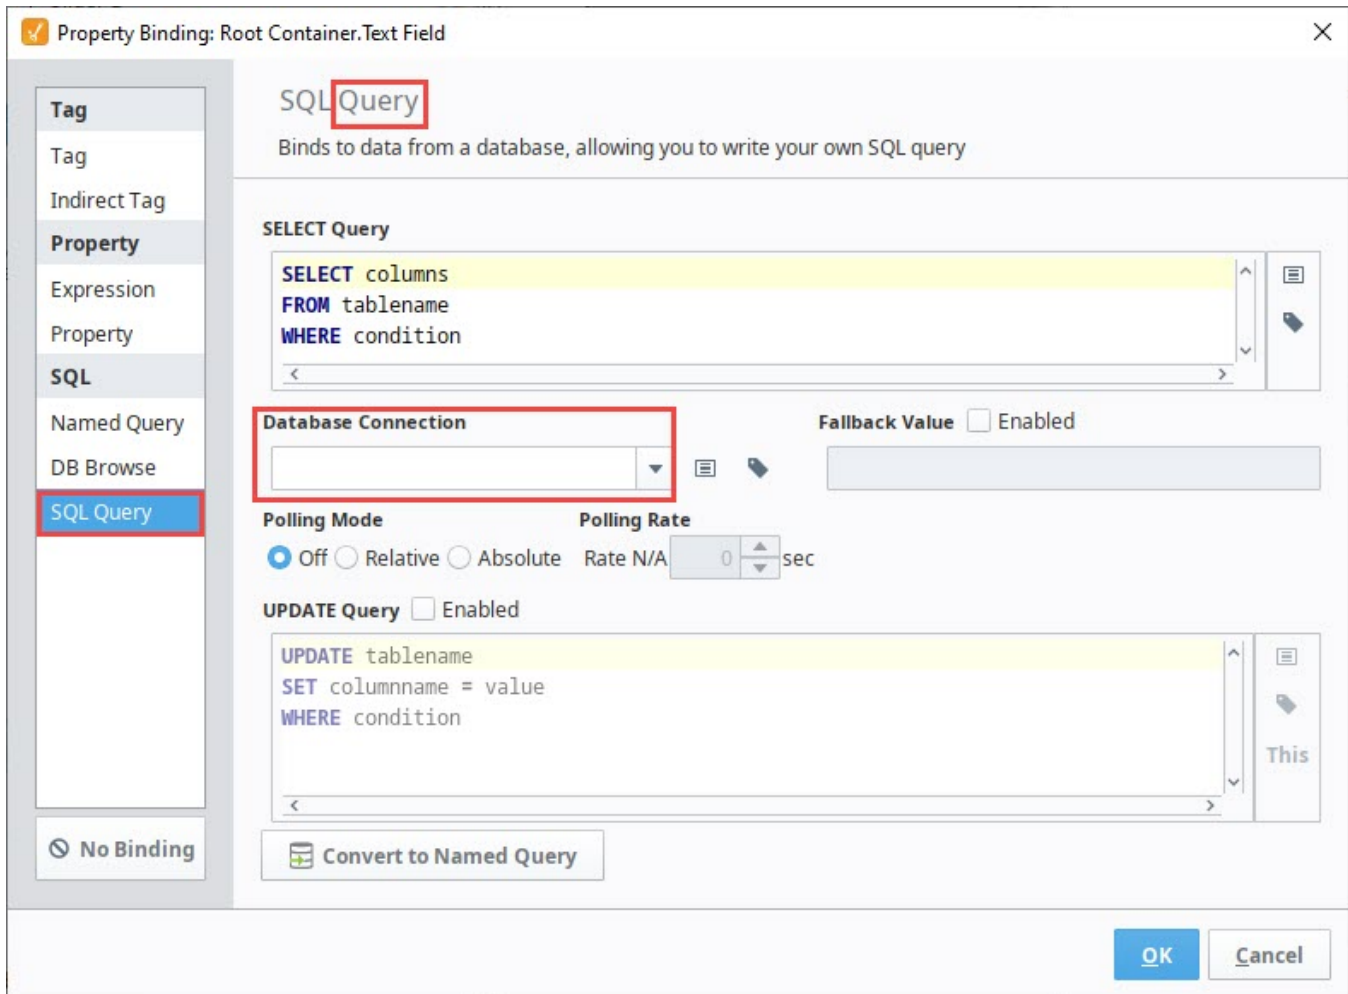 Property Binding: Root Container.Text Field
Tag
Tag
Indirect Tag
Property
Expression
Property
SQL
Named Query
DB Browse
SQL Query
No Binding
SQL Query
Binds to data from a database, allowing you to write your own SQL query
SELECT Query
SELECT columns
FROM tablename
WHERE condition
Database Connection
Fallback Value Enabled
Polling Mode Polling Rate
Off Relative Absolute Rate N/A 0 sec
UPDATE Query Enabled
UPDATE tablename
SET columnname = value
WHERE condition
This
Convert to Named Query
OK Cancel